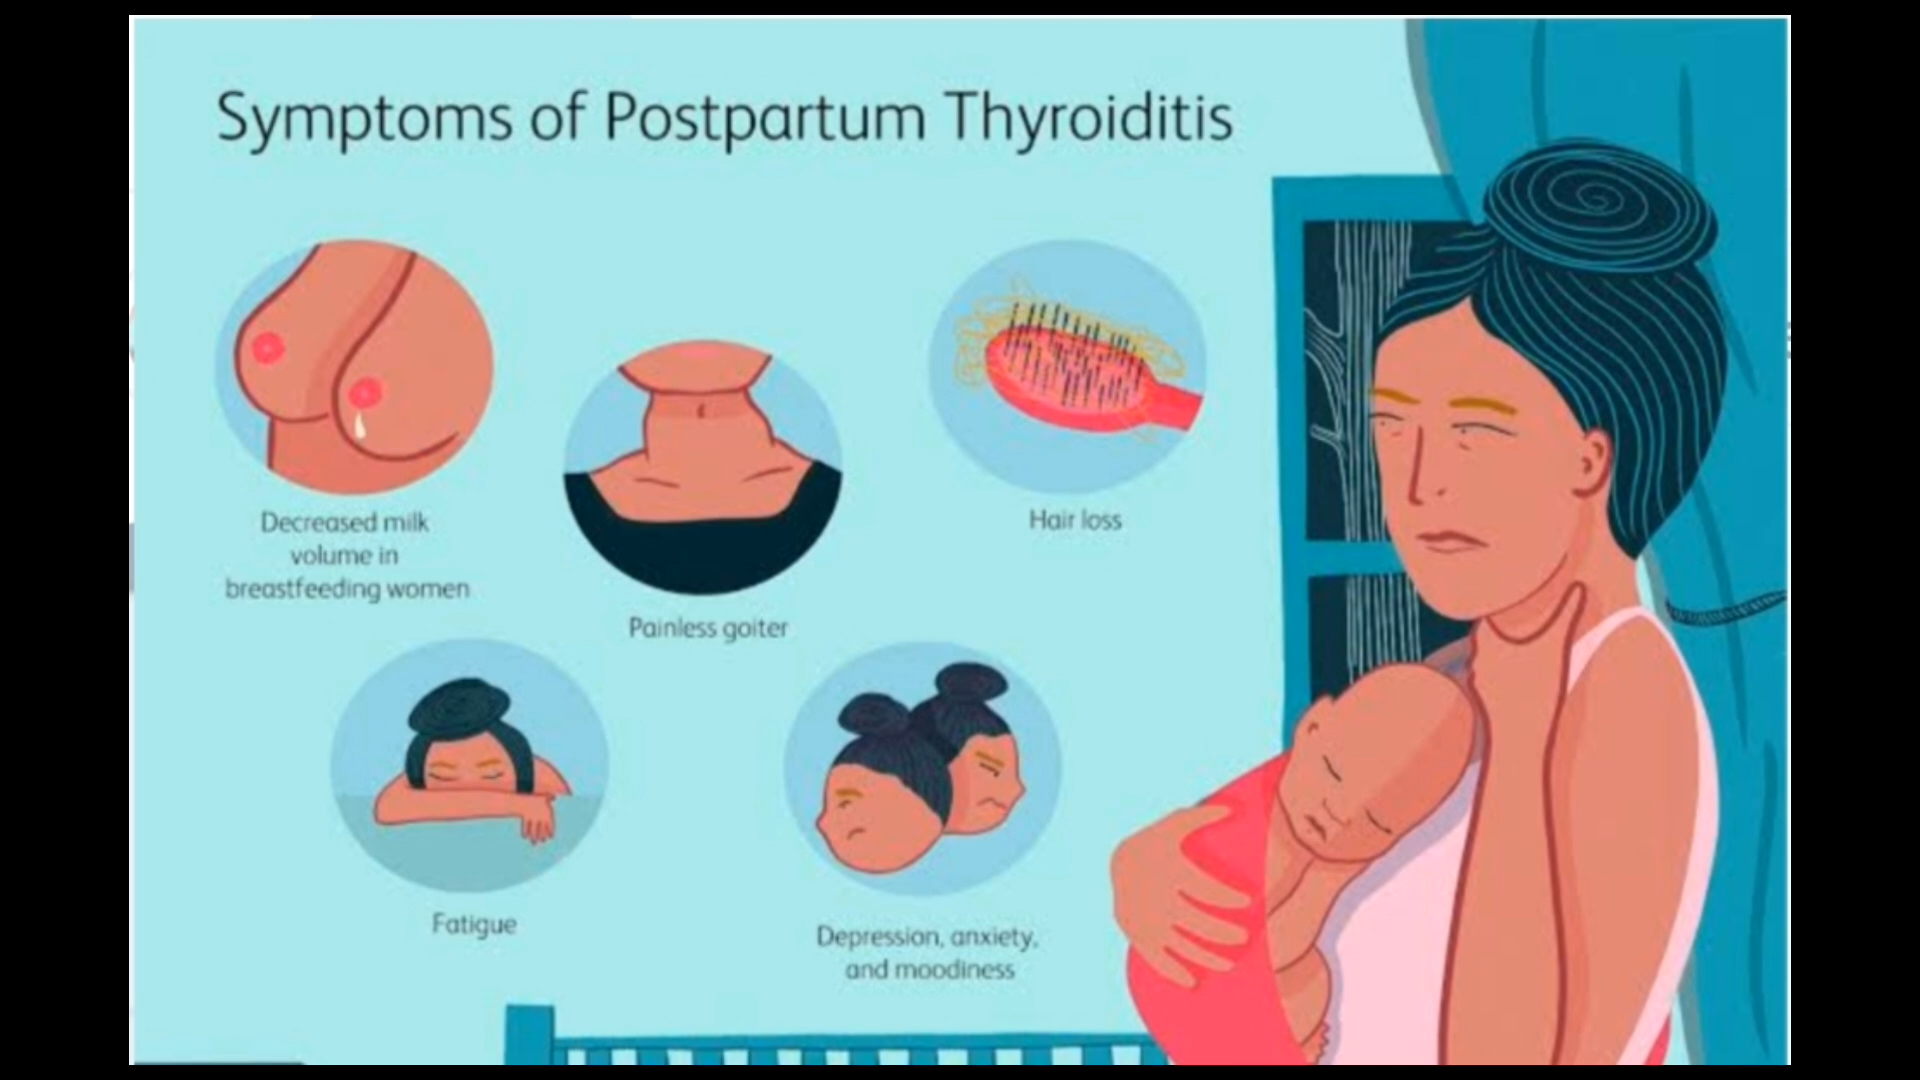 Symptoms of Postpartum Thyroiditis
Decreased milk
volume in
breastfeeding women
Painless goiter
Hair loss
Fatigue
Depression, anxiety,
and moodiness